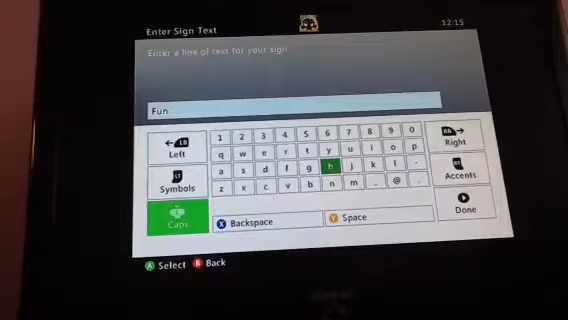 Enter Sign Text
12:15
Enter a line of text for your sign
Fun
LB
Left
1 2 3 4 5 6 7 8 9 0
RB
Right
q w e r t y u i o p
LT
Symbols
a s d f g h j k l -
RT
Accents
z x c v b n m _ @ .
Caps
X Backspace
Y Space
Done
A Select B Back